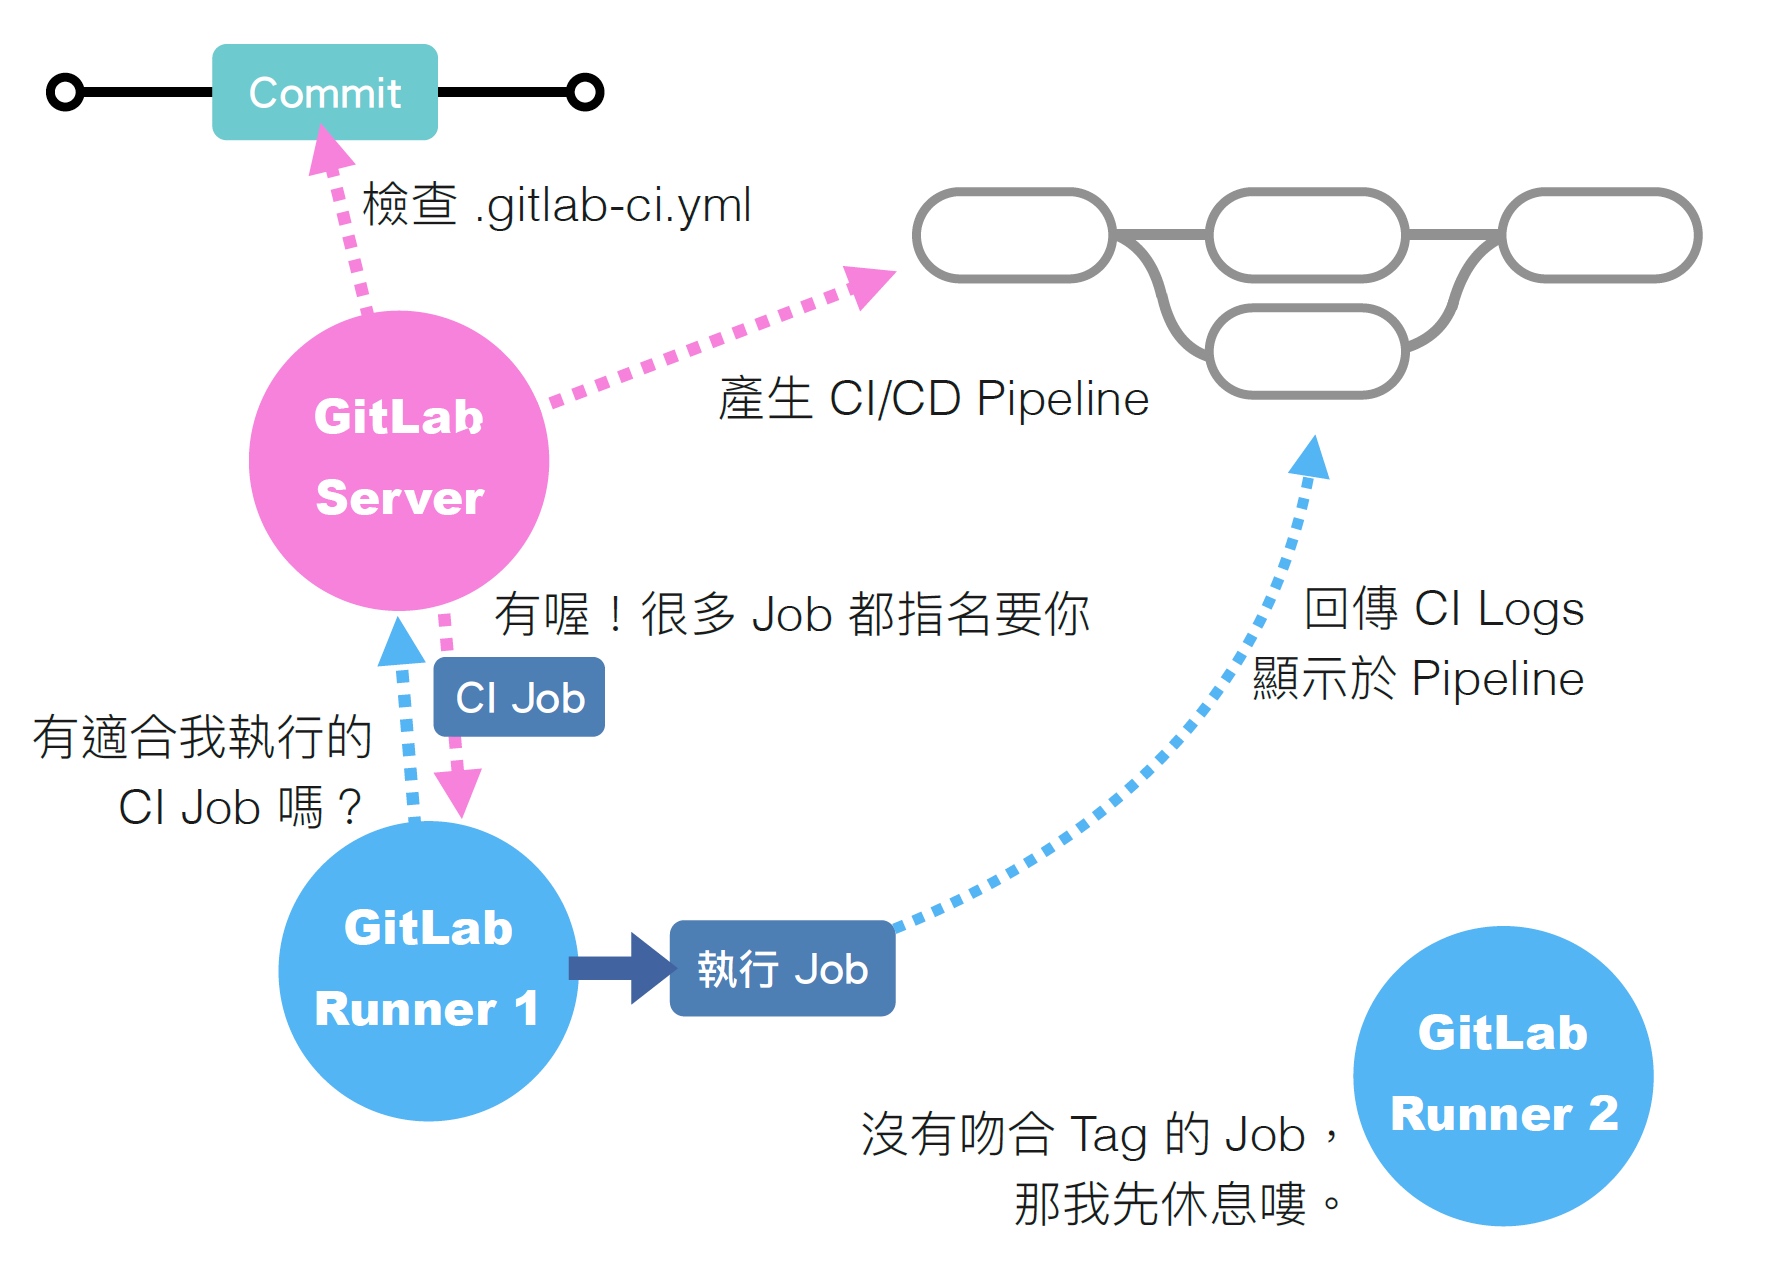 Commit
檢查 .gitlab-ci.yml
GitLab
Server
產生 CI/CD Pipeline
有喔！很多 Job 都指名要你
CI Job
有適合我執行的
CI Job 嗎？
回傳 CI Logs
顯示於 Pipeline
GitLab
Runner 1
執行 Job
GitLab
Runner 2
沒有吻合 Tag 的 Job，
那我先休息嘍。